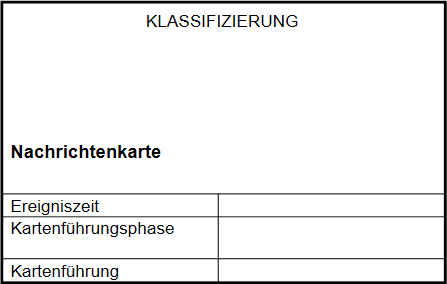 KLASSIFIZIERUNG
Nachrichtenkarte
Ereigniszeit
Kartenführungsphase
Kartenführung